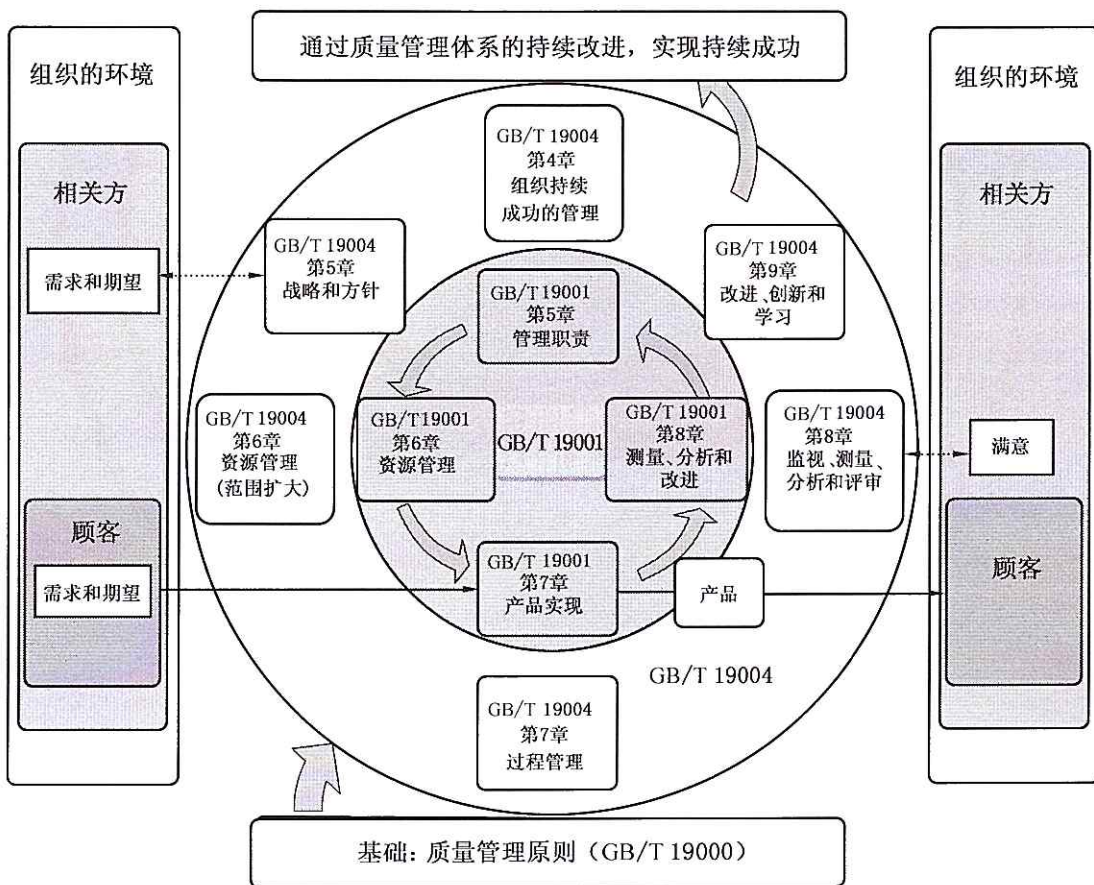 通过质量管理体系的持续改进，实现持续成功
组织的环境
相关方
需求和期望
顾客
需求和期望
GB/T 19004
第4章
组织持续
成功的管理
GB/T 19004
第5章
战略和方针
GB/T 19004
第9章
改进、创新和
学习
GB/T 19001
第5章
管理职责
GB/T 19004
第6章
资源管理
(范围扩大)
GB/T19001
第6章
资源管理
GB/T 19001
GB/T 19001
第8章
测量、分析和
改进
GB/T 19004
第8章
监视、测量、
分析和评审
GB/T 19001
第7章
产品实现
产品
GB/T 19004
GB/T 19004
第7章
过程管理
组织的环境
相关方
满意
顾客
基础：质量管理原则（GB/T 19000）